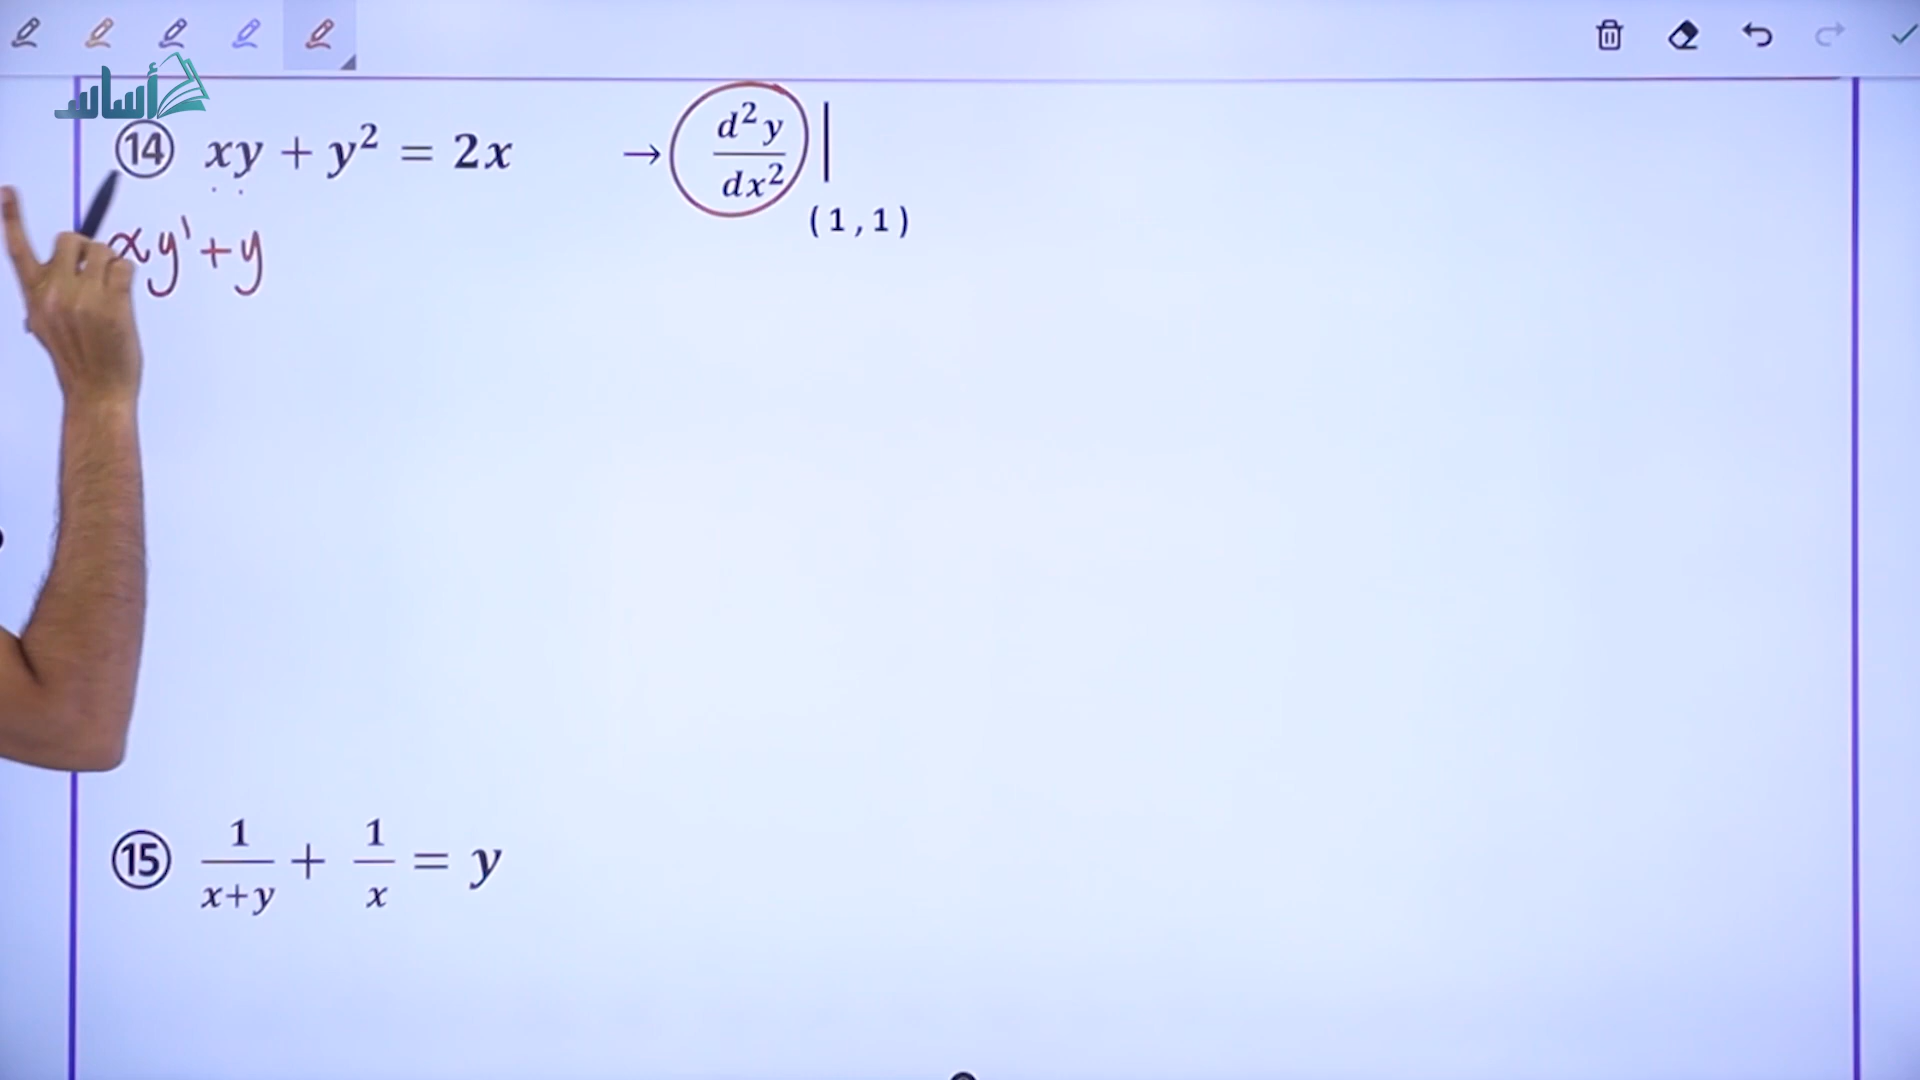 أساس
⑭ xy + y² = 2x → d²y/dx² | (1,1)
xy' + y
⑮ 1/(x+y) + 1/x = y